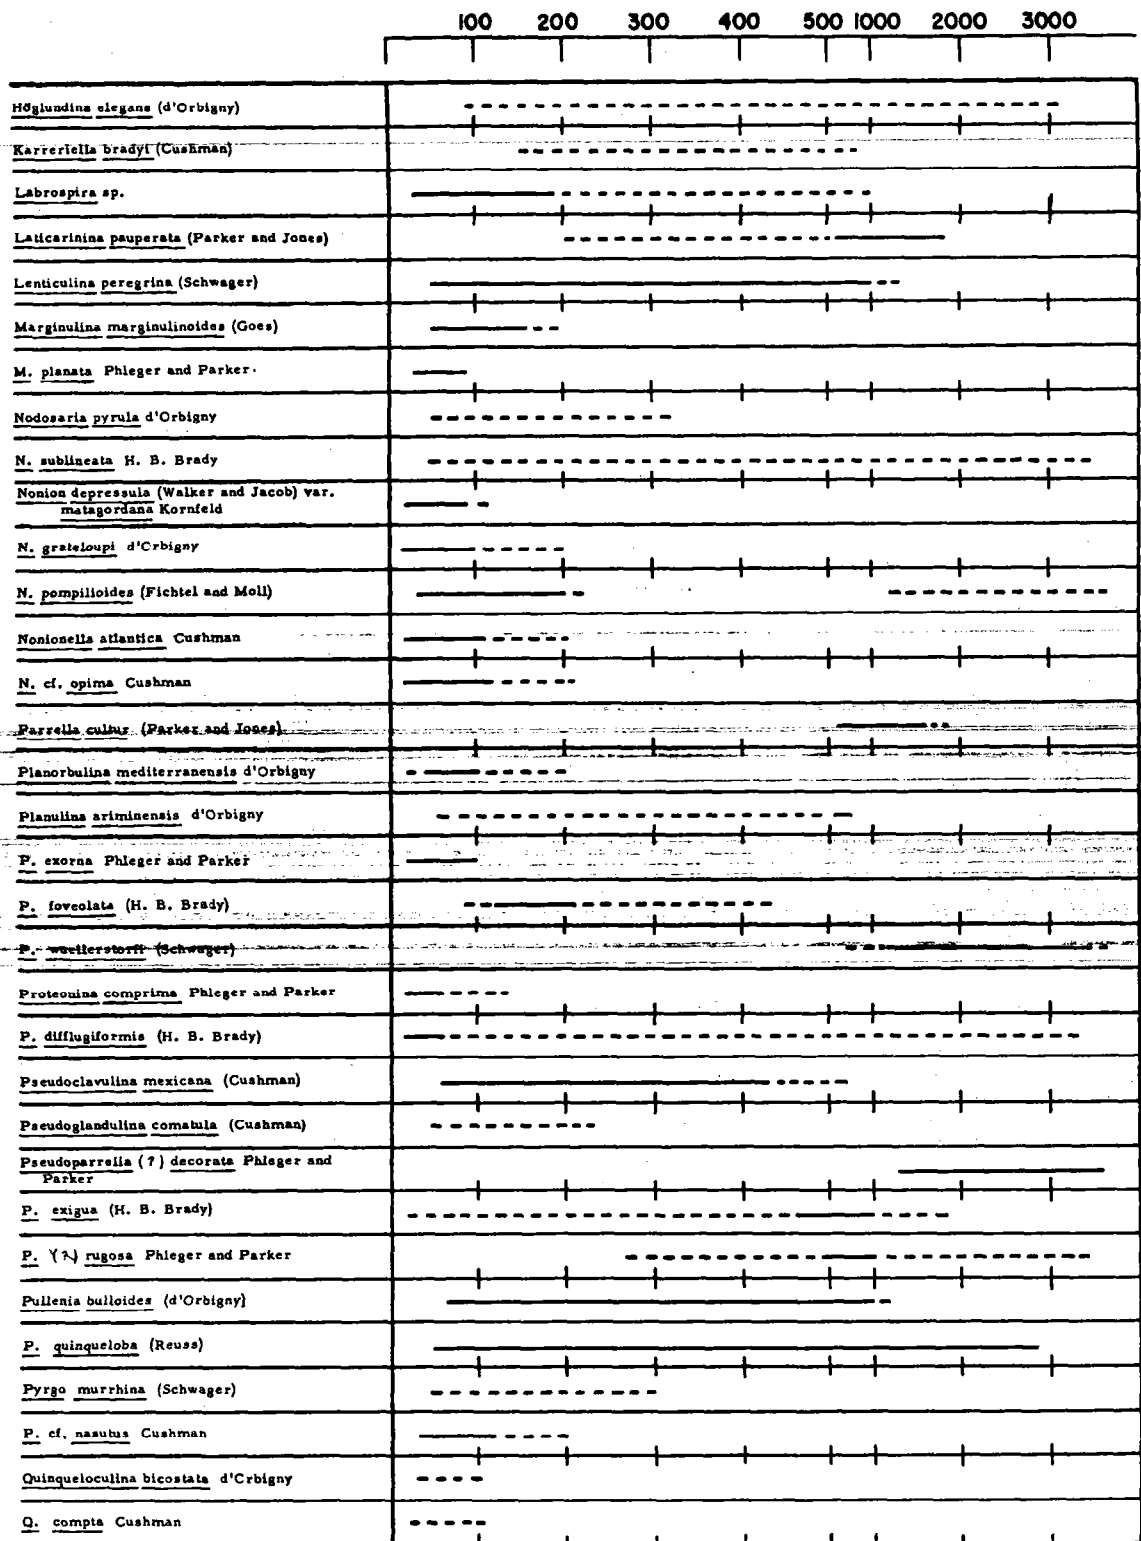 100 200 300 400 500 1000 2000 3000
Höglundina elegans (d'Orbigny)
Karreriella bradyi (Cushman)
Labrospira sp.
Laticarinina pauperata (Parker and Jones)
Lenticulina peregrina (Schwager)
Marginulina marginulinoides (Goes)
M. planata Phleger and Parker.
Nodosaria pyrula d'Orbigny
N. sublineata H. B. Brady
Nonion depressula (Walker and Jacob) var.
matagordana Kornfeld
N. grateloupi d'Orbigny
N. pompilioides (Fichtel and Moll)
Nonionella atlantica Cushman
N. cf. opima Cushman
Parrella cultur (Parker and Jones)
Planorbulina mediterranensis d'Orbigny
Planulina ariminensis d'Orbigny
P. exorna Phleger and Parker
P. foveolata (H. B. Brady)
P. wuellerstorfi (Schwager)
Proteonina comprima Phleger and Parker
P. difflugiformis (H. B. Brady)
Pseudoclavulina mexicana (Cushman)
Pseudoglandulina comatula (Cushman)
Pseudoparrella (?) decorata Phleger and
Parker
P. exigua (H. B. Brady)
P. (?) rugosa Phleger and Parker
Pullenia bulloides (d'Orbigny)
P. quinqueloba (Reuss)
Pyrgo murrhina (Schwager)
P. cf. nasutus Cushman
Quinqueloculina bicostata d'Orbigny
Q. compta Cushman